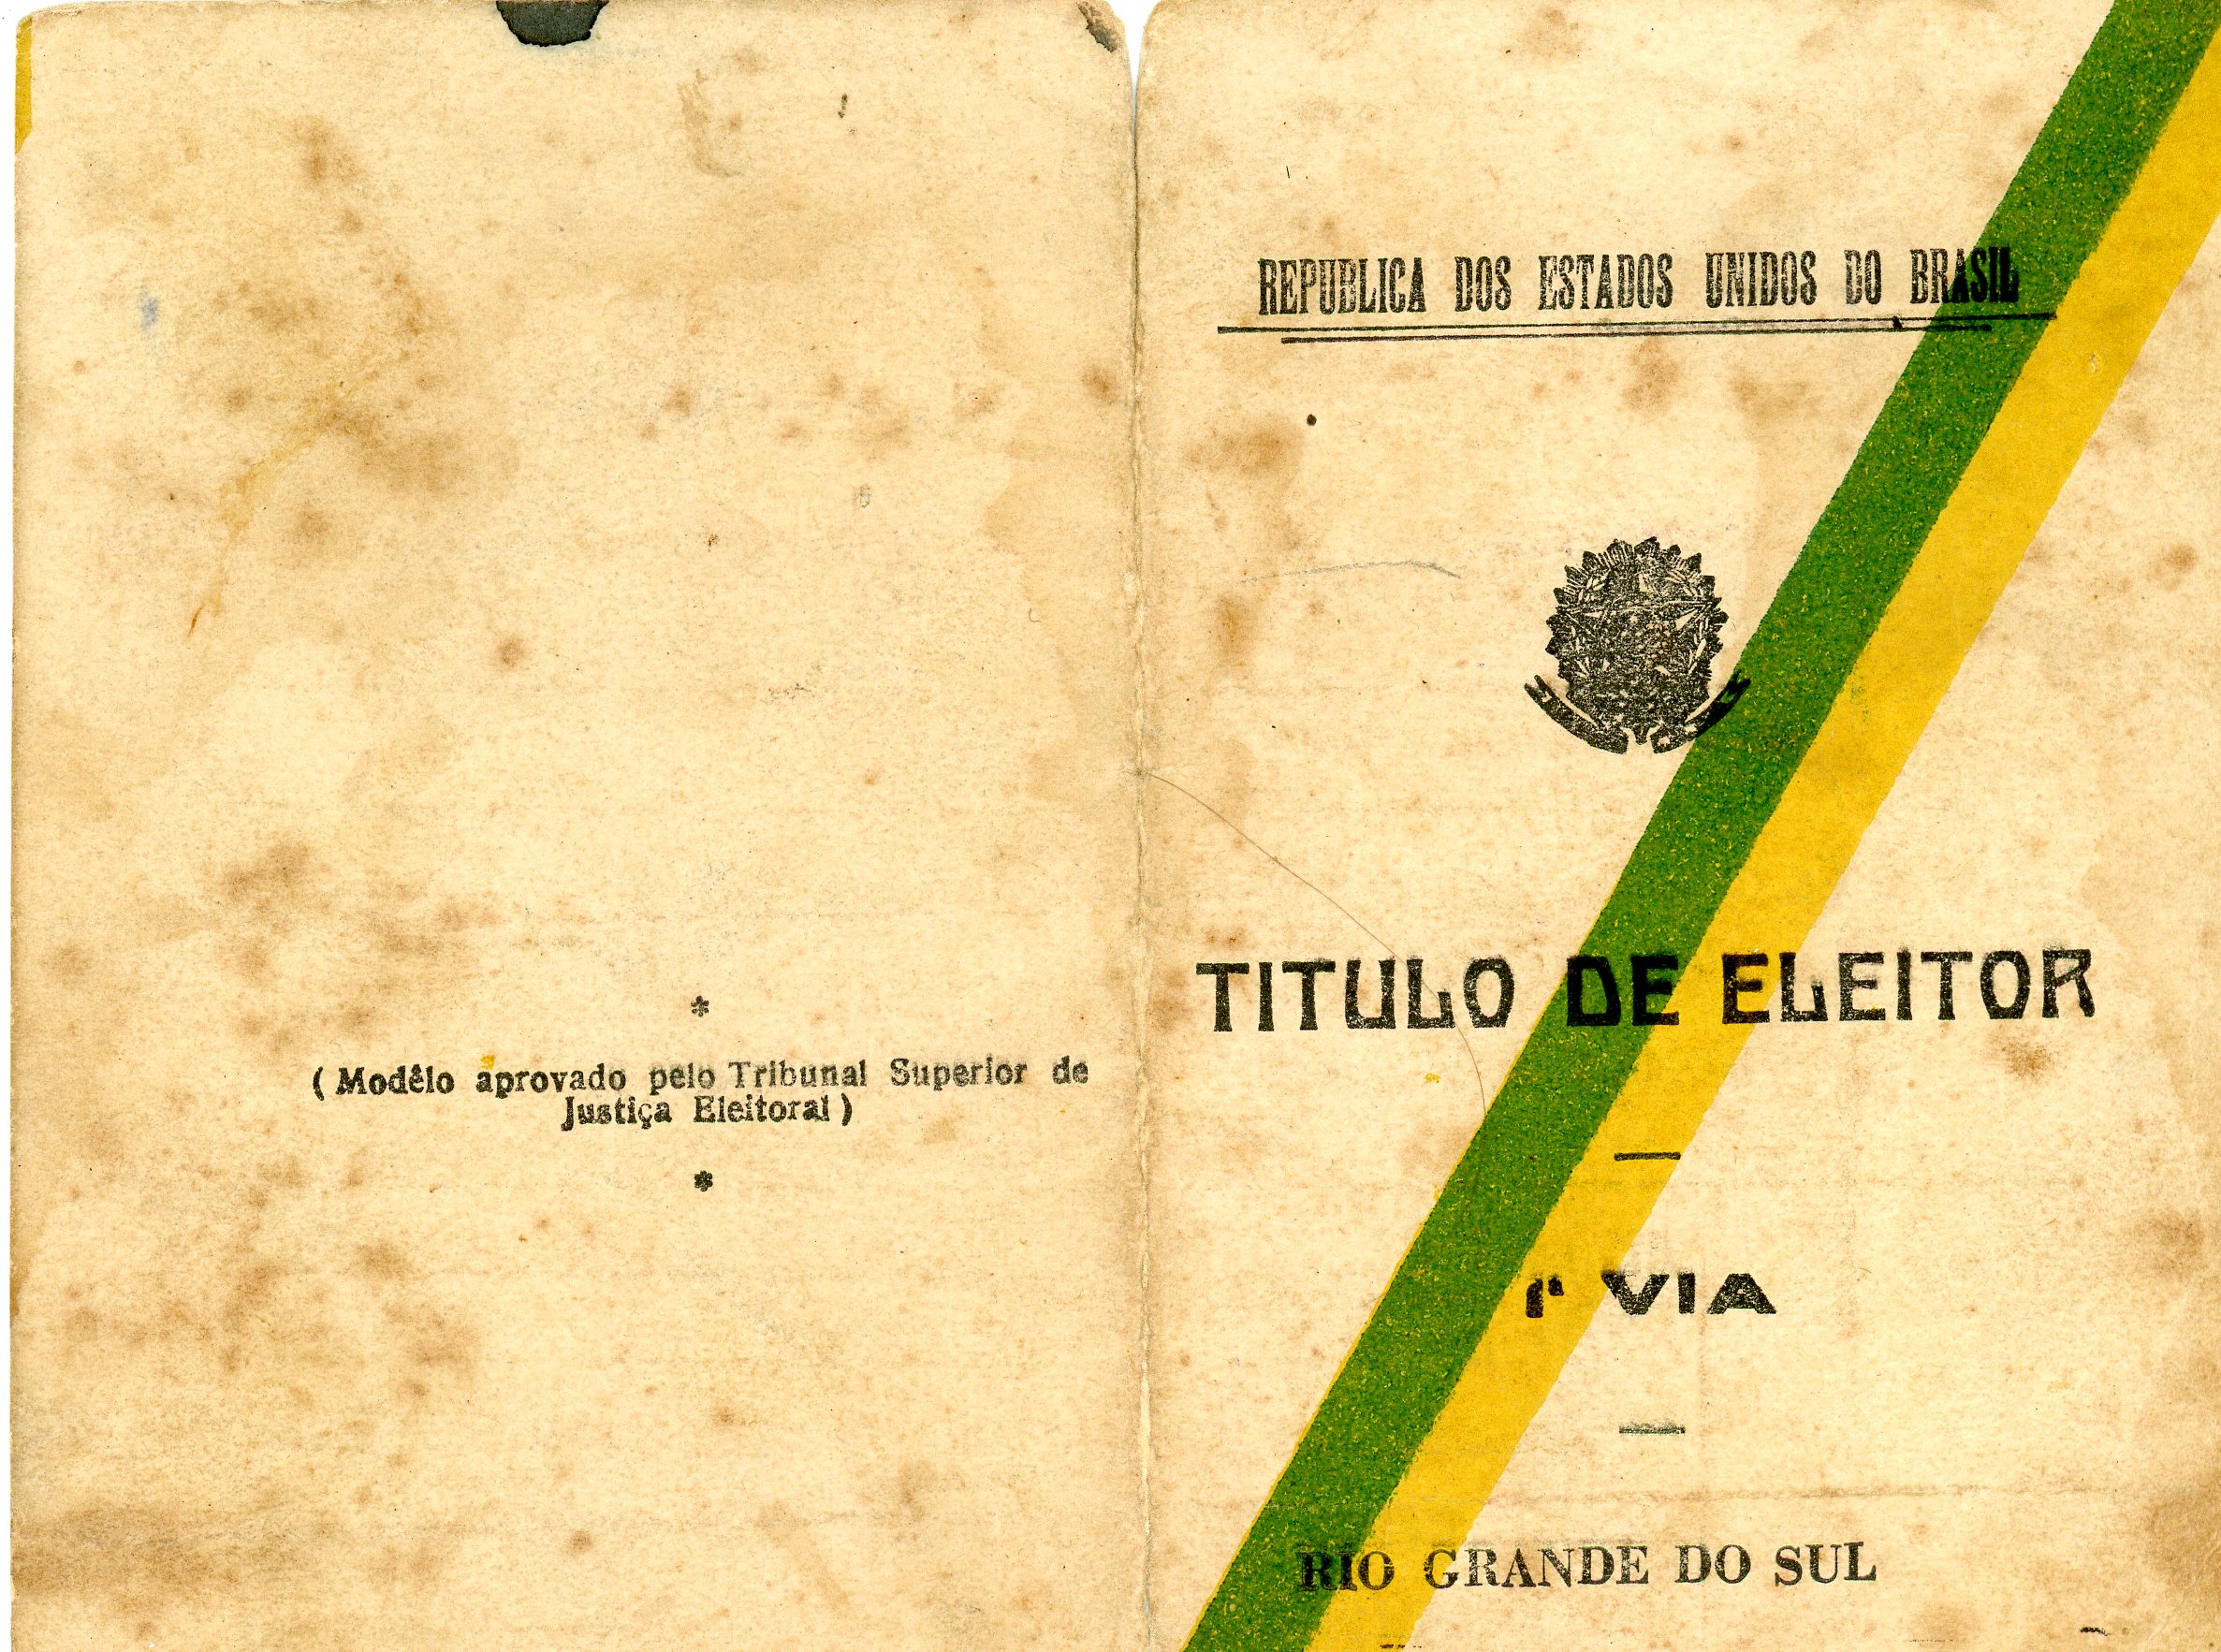 *
( Modêlo aprovado pelo Tribunal Superior de
Justiça Eleitoral )
*
REPUBLICA DOS ESTADOS UNIDOS DO BRASIL
TITULO DE ELEITOR
1ª VIA
RIO GRANDE DO SUL